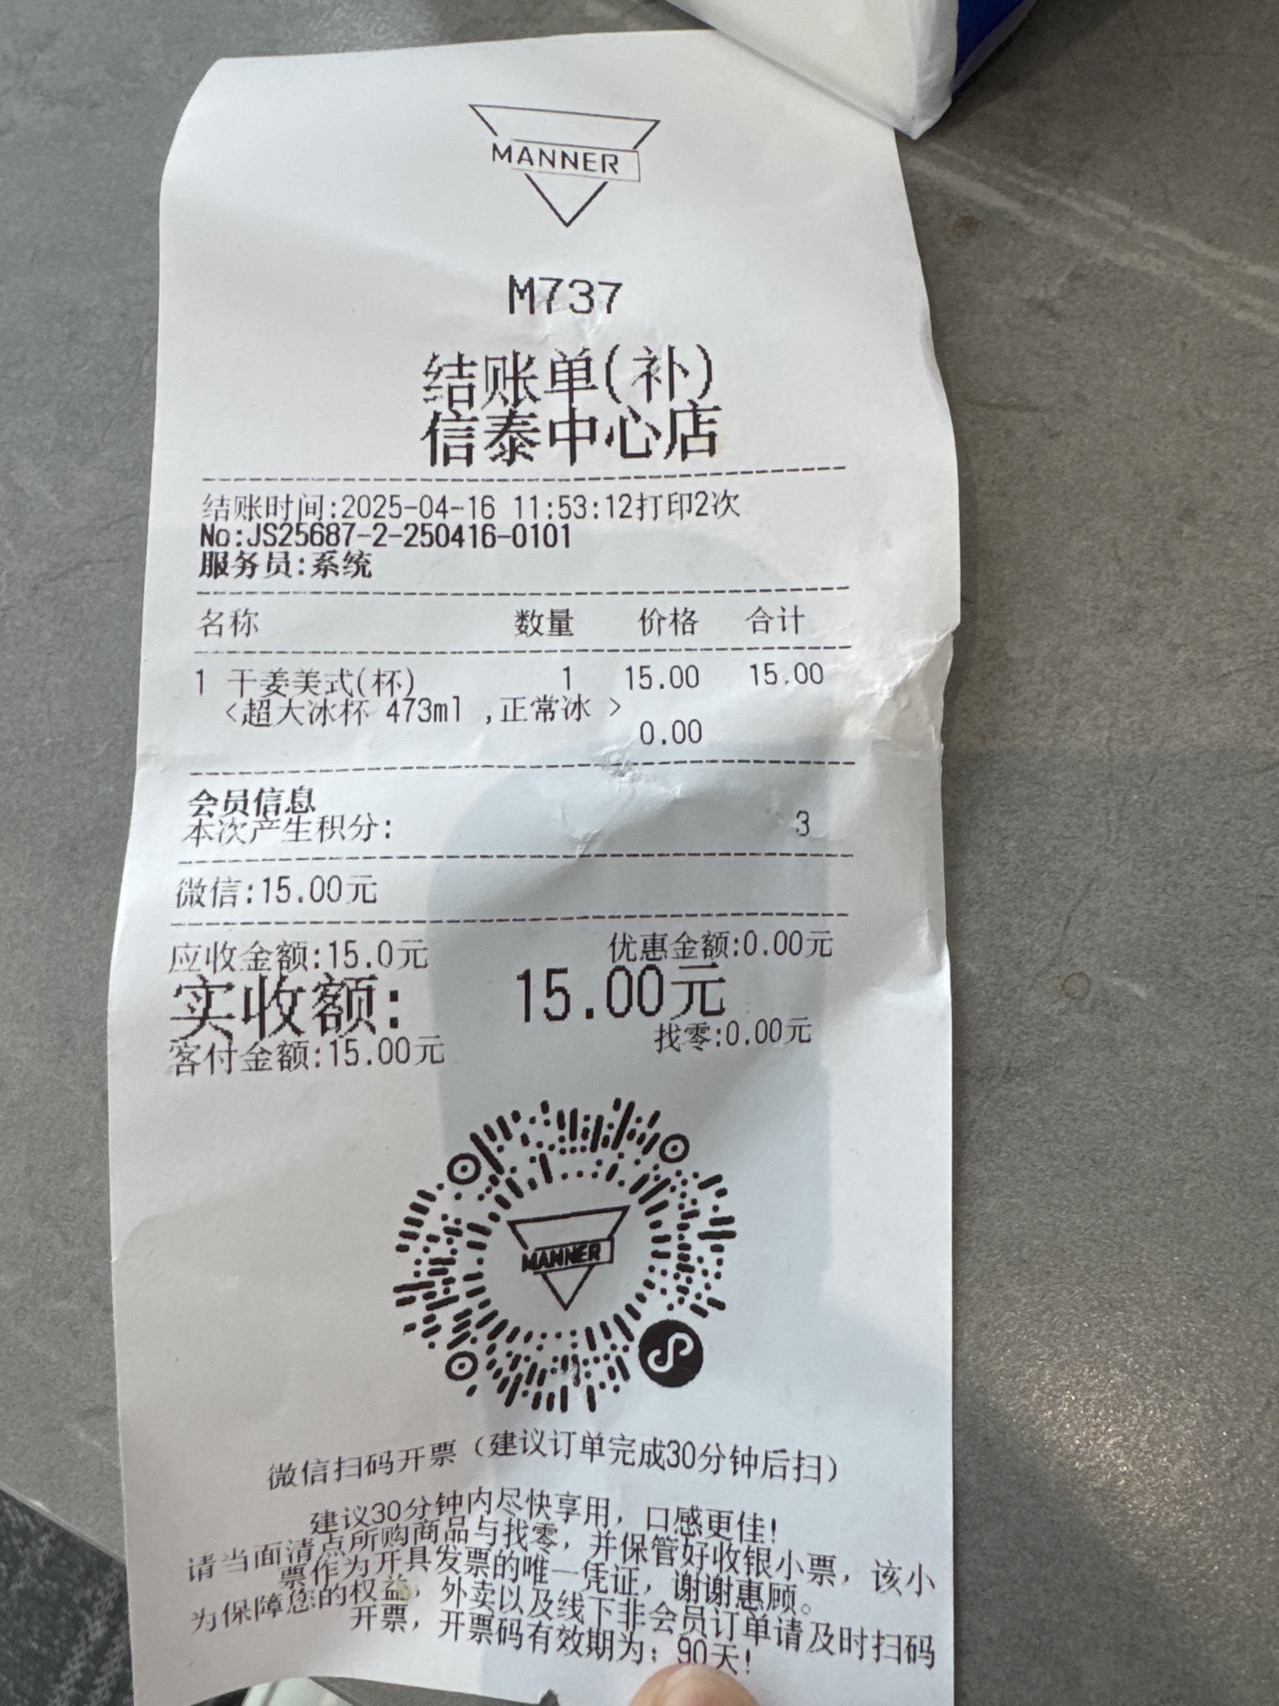 MANNER
M737
结账单(补)
信泰中心店
结账时间:2025-04-16 11:53:12打印2次
No:JS25687-2-250416-0101
服务员:系统
名称 数量 价格 合计
1 干姜美式(杯) 1 15.00 15.00
<超大冰杯 473ml ,正常冰 >
0.00
会员信息
本次产生积分: 3
微信:15.00元
应收金额:15.0元 优惠金额:0.00元
实收额: 15.00元
客付金额:15.00元 找零:0.00元
MANNER
微信扫码开票（建议订单完成30分钟后扫）
建议30分钟内尽快享用，口感更佳!
请当面清点所购商品与找零，并保管好收银小票，该小
票作为开具发票的唯一凭证，谢谢惠顾。
为保障您的权益，外卖以及线下非会员订单请及时扫码
开票，开票码有效期为：90天!